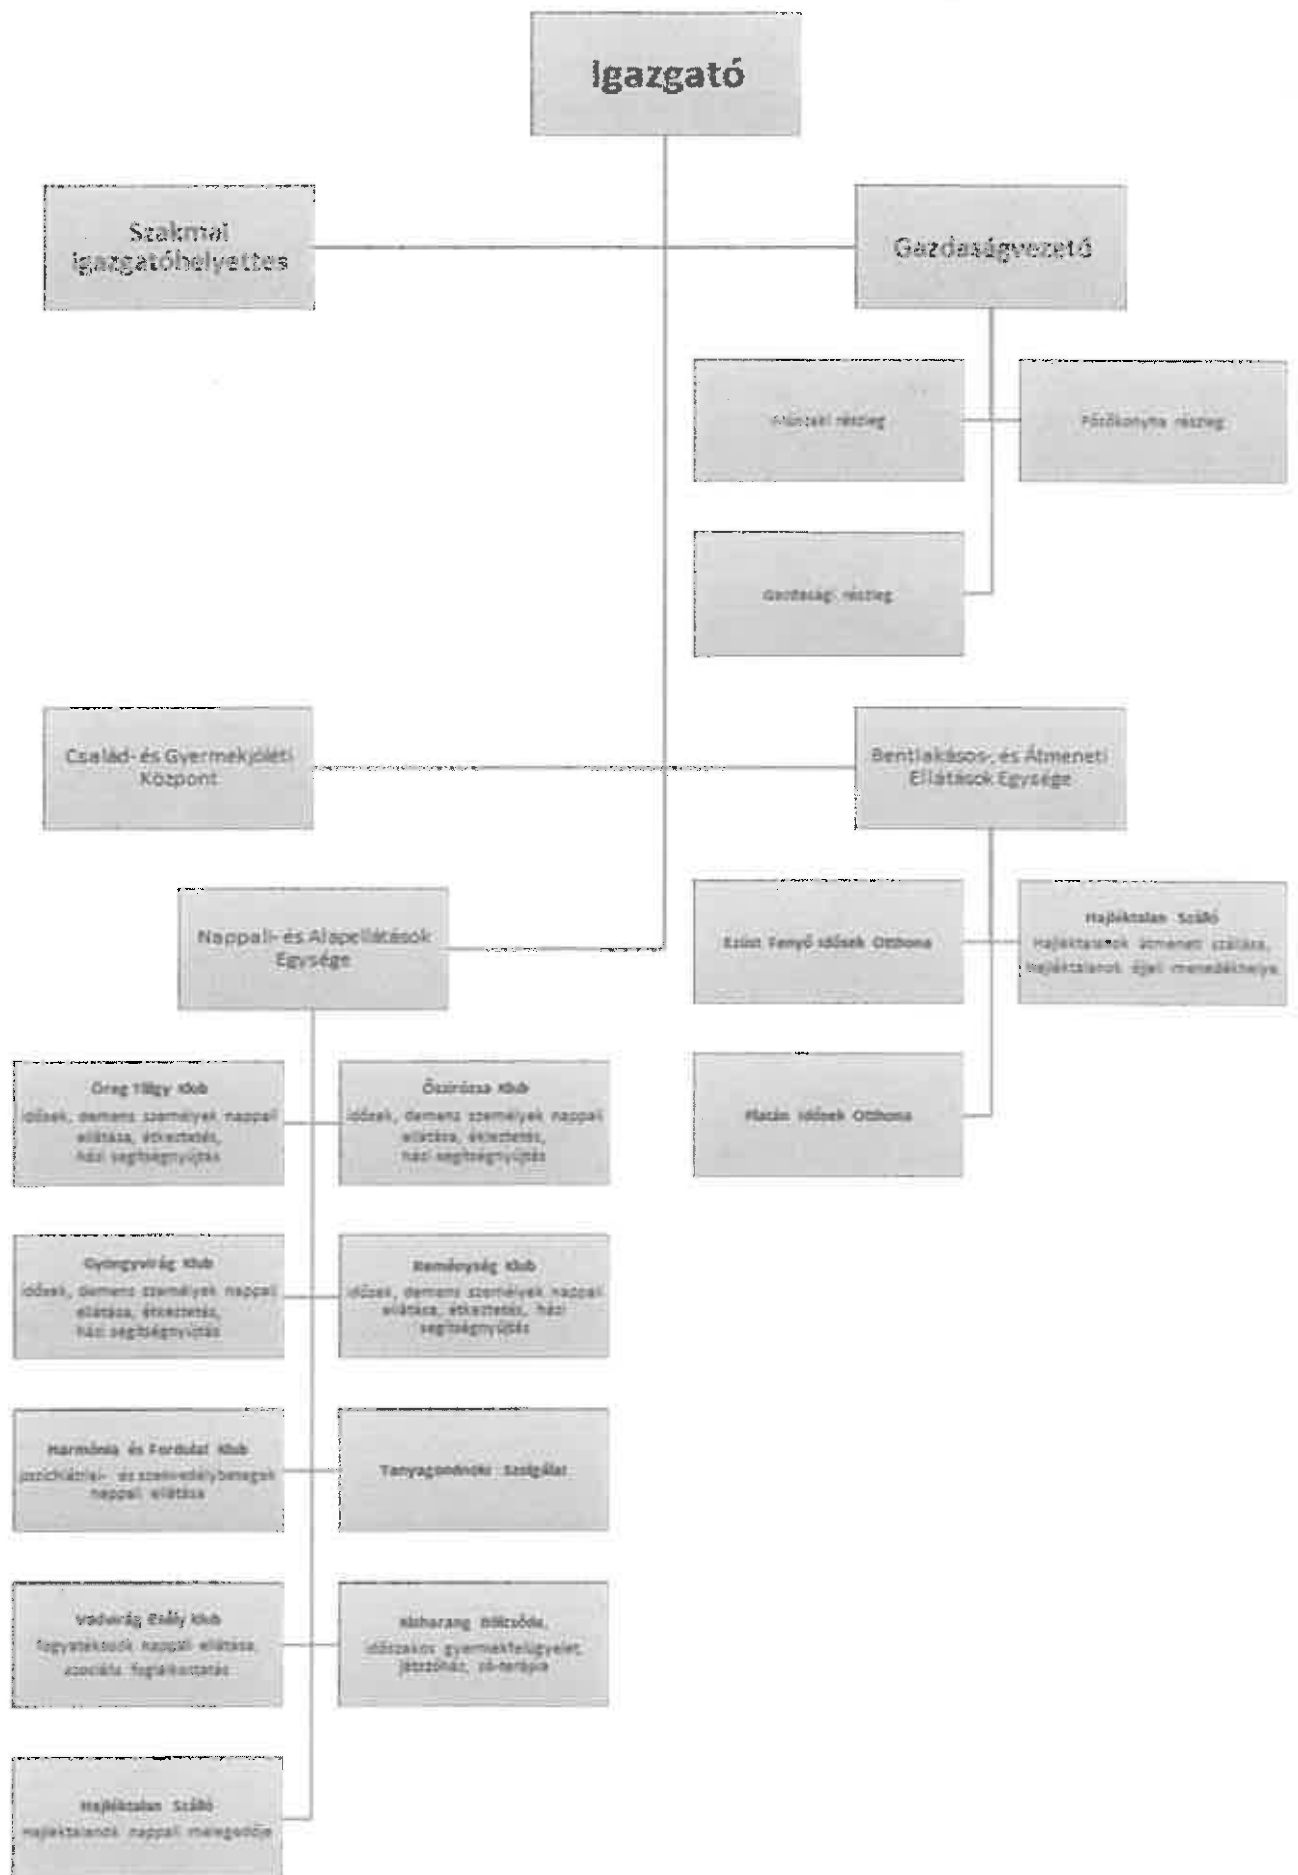 Igazgató
Szakmai
igazgatóhelyettes
Gazdaságvezető
Műszaki részleg
Főzőkonyha részleg
Gazdasági részleg
Család- és Gyermekjóléti
Központ
Bentlakásos-, és Átmeneti
Ellátások Egysége
Nappali- és Alapellátások
Egysége
Ezüst Fenyő Idősek Otthona
Hajléktalan Szálló
Hajléktalanok átmeneti szállása,
Hajléktalanok éjjeli menedékhelye
Platán Idősek Otthona
Öreg Tölgy Klub
idősek, demens személyek nappali
ellátása, étkeztetés,
házi segítségnyújtás
Őszirózsa Klub
idősek, demens személyek nappali
ellátása, étkeztetés,
házi segítségnyújtás
Gyöngyvirág Klub
idősek, demens személyek nappali
ellátása, étkeztetés,
házi segítségnyújtás
Reménység Klub
idősek, demens személyek nappali
ellátása, étkeztetés, házi
segítségnyújtás
Harmónia és Fordulat Klub
pszichiátriai- és szenvedélybetegek
nappali ellátása
Tanyagondnoki Szolgálat
Vadvirág Esély Klub
fogyatékosok nappali ellátása,
szociális foglalkoztatás
Kisharang Bölcsőde,
időszakos gyermekfelügyelet,
játszóház, só-terápia
Hajléktalan Szálló
Hajléktalanok nappali melegedője